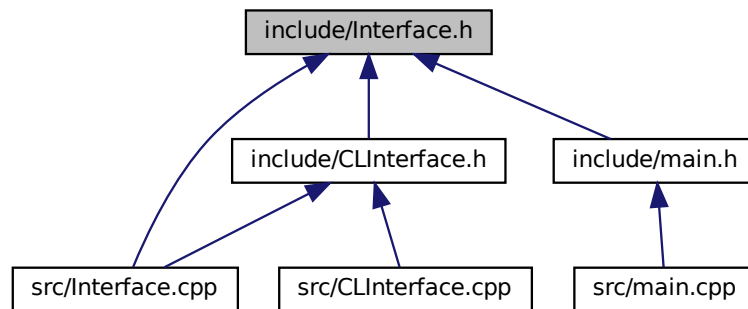 include/Interface.h
include/CLInterface.h
include/main.h
src/Interface.cpp
src/CLInterface.cpp
src/main.cpp